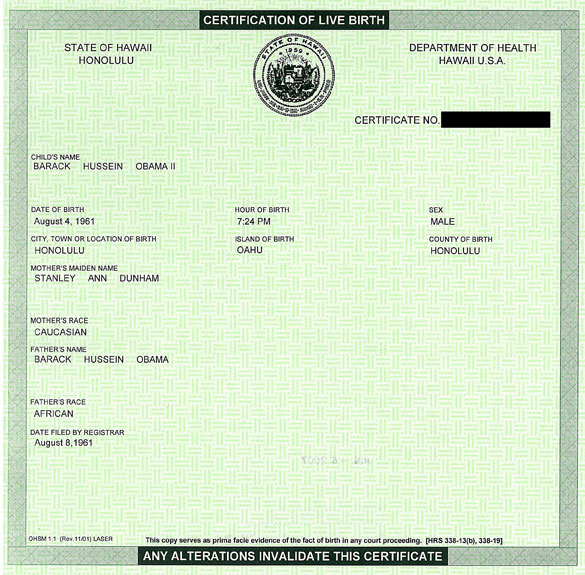 CERTIFICATION OF LIVE BIRTH
STATE OF HAWAII
HONOLULU
STATE OF HAWAII
1959
DEPARTMENT OF HEALTH
HAWAII U.S.A.
CERTIFICATE NO.
CHILD'S NAME
BARACK HUSSEIN OBAMA II
DATE OF BIRTH HOUR OF BIRTH SEX
August 4, 1961 7:24 PM MALE
CITY, TOWN OR LOCATION OF BIRTH ISLAND OF BIRTH COUNTY OF BIRTH
HONOLULU OAHU HONOLULU
MOTHER'S MAIDEN NAME
STANLEY ANN DUNHAM
MOTHER'S RACE
CAUCASIAN
FATHER'S NAME
BARACK HUSSEIN OBAMA
FATHER'S RACE
AFRICAN
DATE FILED BY REGISTRAR
August 8,1961
OHSM 1.1 (Rev.11/01) LASER This copy serves as prima facie evidence of the fact of birth in any court proceeding. [HRS 338-13(b), 338-19]
ANY ALTERATIONS INVALIDATE THIS CERTIFICATE